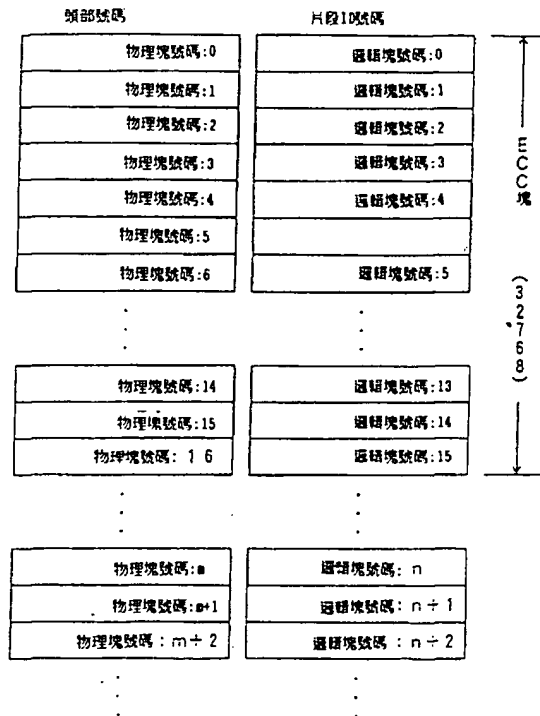 頭部號碼 片段ID號碼
物理塊號碼:0 邏輯塊號碼:0
物理塊號碼:1 邏輯塊號碼:1
物理塊號碼:2 邏輯塊號碼:2
物理塊號碼:3 邏輯塊號碼:3
物理塊號碼:4 邏輯塊號碼:4
物理塊號碼:5
物理塊號碼:6 邏輯塊號碼:5
ECC塊
(32768)
物理塊號碼:14 邏輯塊號碼:13
物理塊號碼:15 邏輯塊號碼:14
物理塊號碼: 16 邏輯塊號碼:15
物理塊號碼:m 邏輯塊號碼: n
物理塊號碼:m+1 邏輯塊號碼: n+1
物理塊號碼:m+2 邏輯塊號碼:n+2